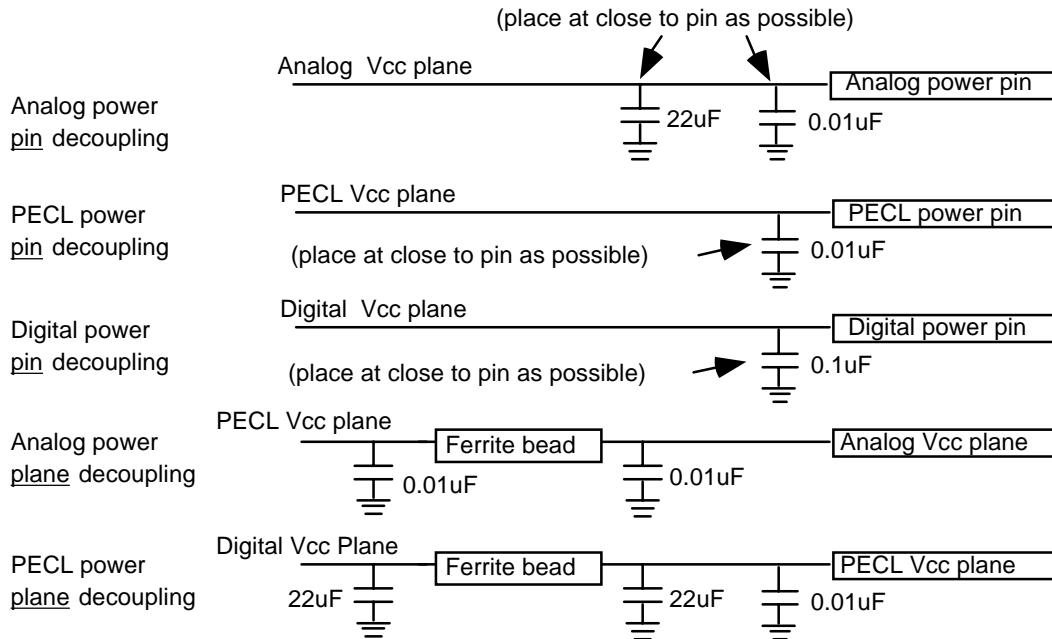 (place at close to pin as possible)
Analog Vcc plane
Analog power pin
Analog power
pin decoupling
22uF
0.01uF
PECL Vcc plane
PECL power pin
PECL power
pin decoupling
(place at close to pin as possible)
0.01uF
Digital Vcc plane
Digital power pin
Digital power
pin decoupling
(place at close to pin as possible)
0.1uF
PECL Vcc plane
Ferrite bead
Analog Vcc plane
Analog power
plane decoupling
0.01uF
0.01uF
Digital Vcc Plane
Ferrite bead
PECL Vcc plane
PECL power
plane decoupling
22uF
22uF
0.01uF